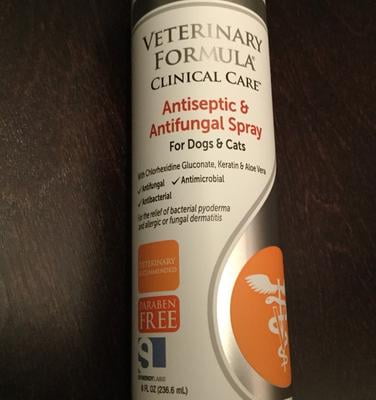 VETERINARY
FORMULA®
CLINICAL CARE™
Antiseptic &
Antifungal Spray
For Dogs & Cats
With Chlorhexidine Gluconate, Keratin & Aloe Vera
✓ Antifungal ✓ Antimicrobial
✓ Antibacterial
For the relief of bacterial pyoderma
and allergic or fungal dermatitis
VETERINARY
RECOMMENDED
PARABEN
FREE
S
SYNERGYLABS
8 FL OZ (236.6 mL)